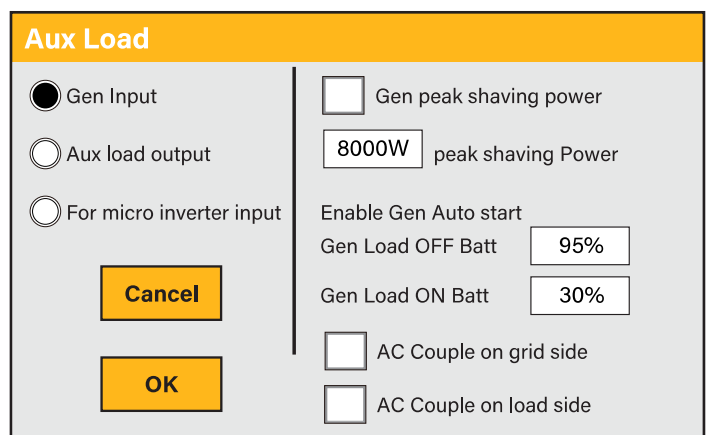 Aux Load
Gen Input
Aux load output
For micro inverter input
Cancel
OK
Gen peak shaving power
8000W peak shaving Power
Enable Gen Auto start
Gen Load OFF Batt 95%
Gen Load ON Batt 30%
AC Couple on grid side
AC Couple on load side